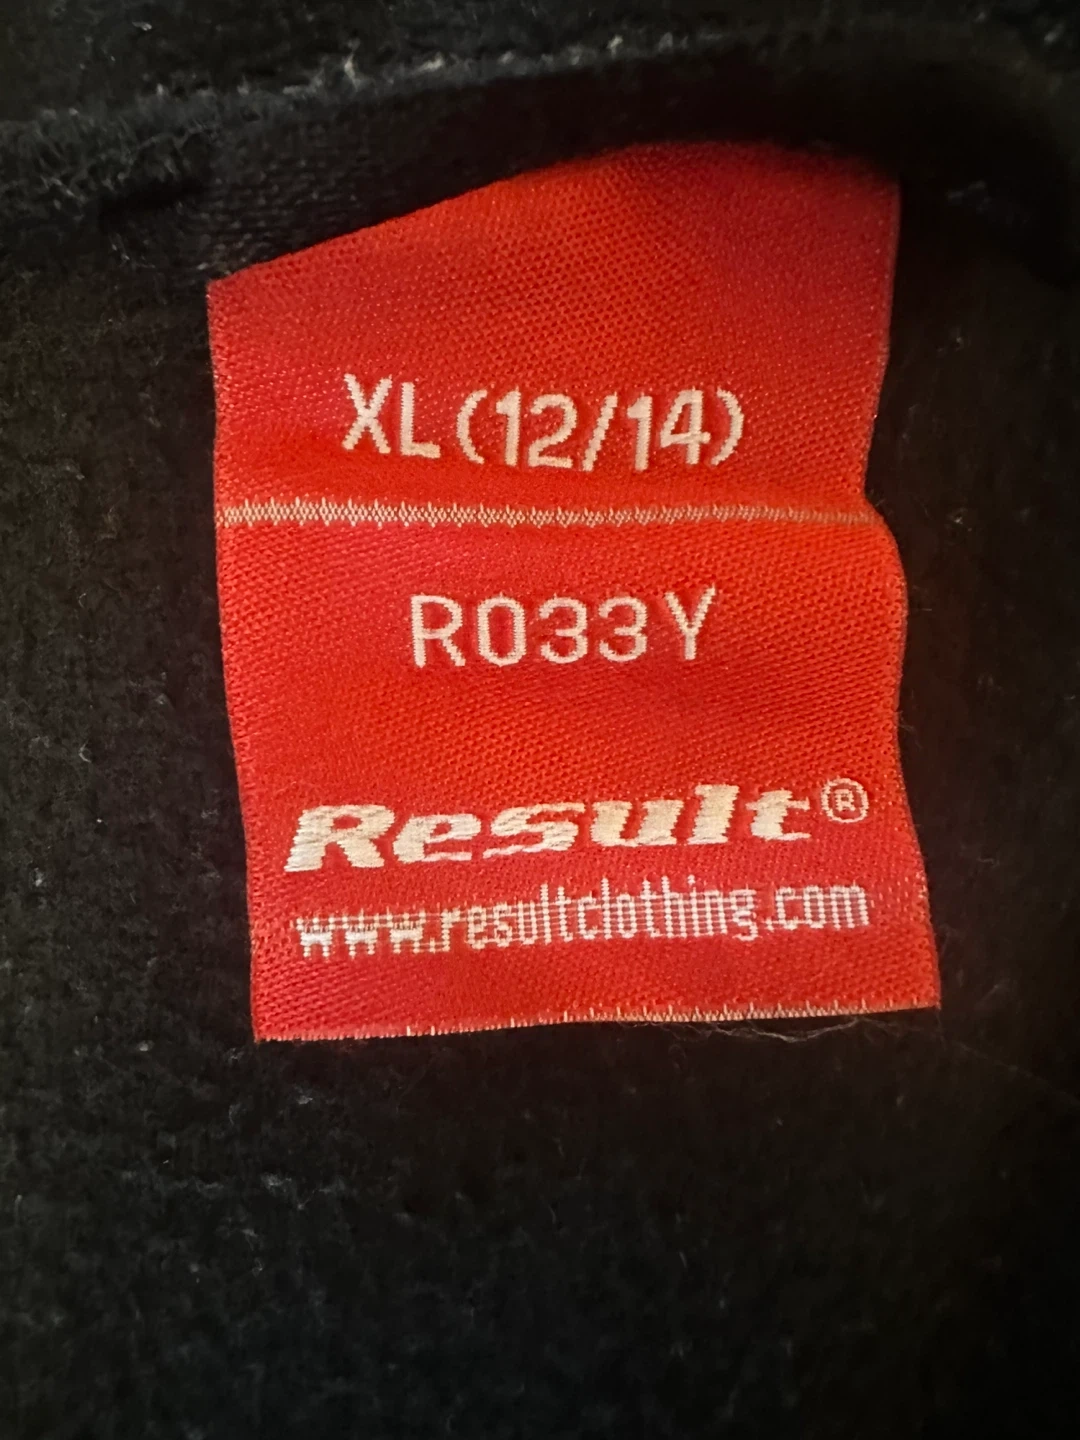 XL (12/14)
R033Y
Result®
www.resultclothing.com